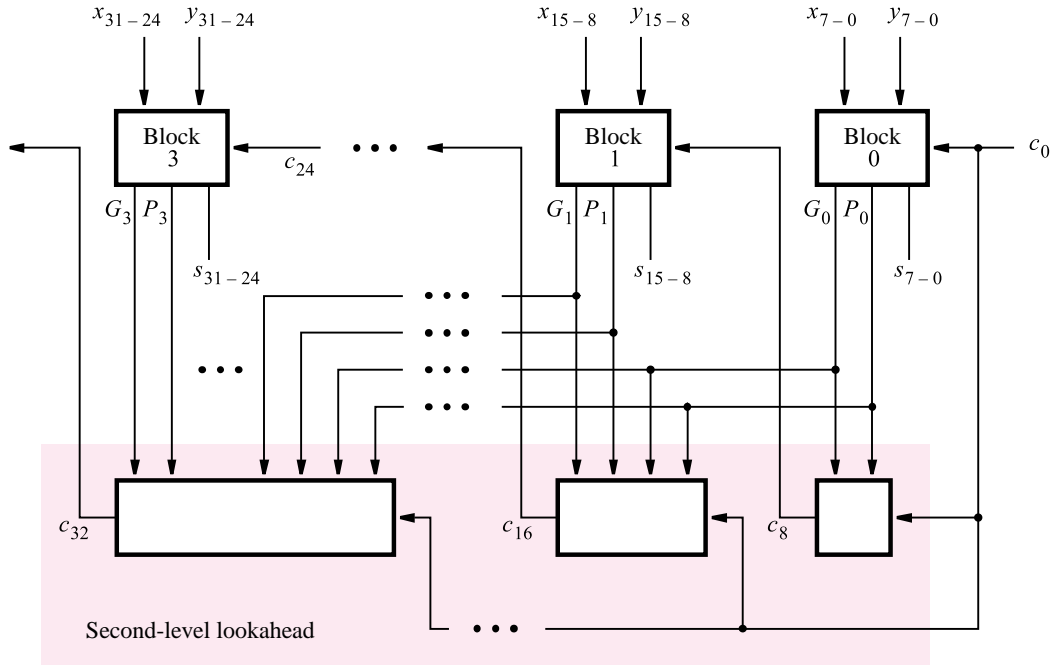 x31–24 y31–24 x15–8 y15–8 x7–0 y7–0
Block 3
c24
Block 1
Block 0
c0
G3 P3 G1 P1 G0 P0
s31–24 s15–8 s7–0
c32 c16 c8
Second-level lookahead